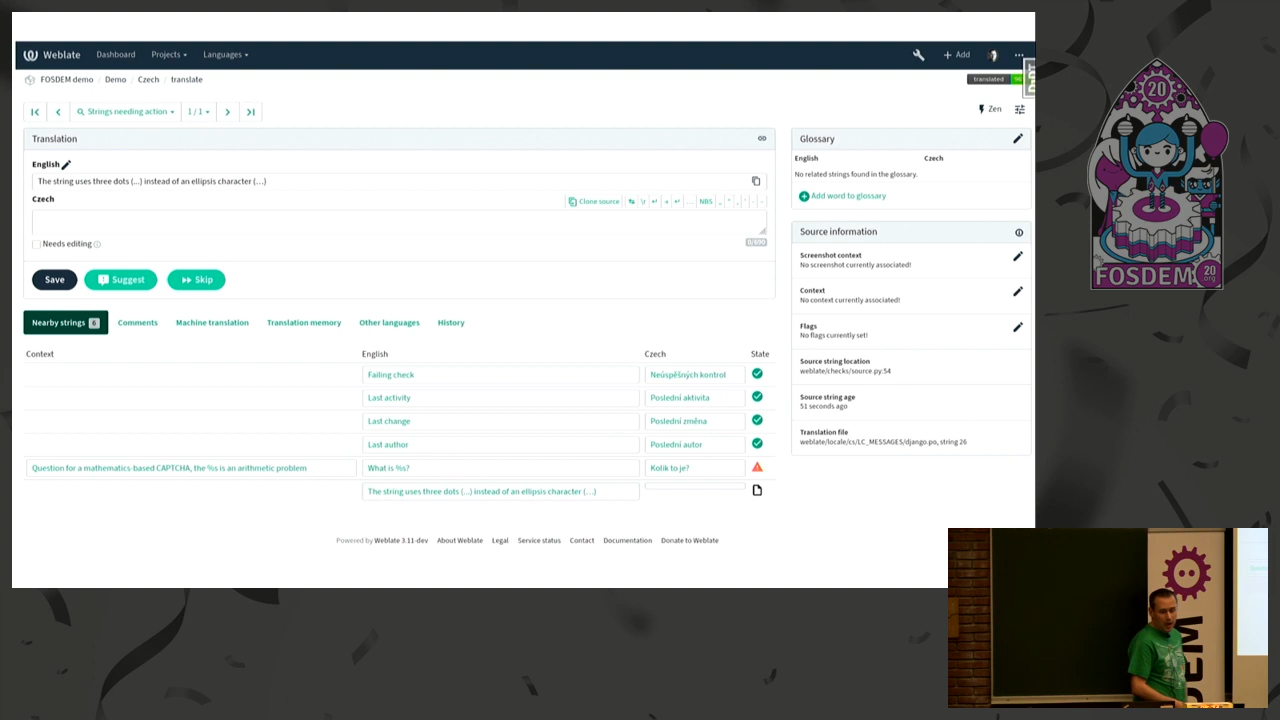 Weblate Dashboard Projects Languages Add
FOSDEM demo / Demo / Czech / translate
translated
Strings needing action 1 / 1
Zen
Translation
English
The string uses three dots (...) instead of an ellipsis character (…)
Czech
Clone source NBS
Needs editing
0/690
Save Suggest Skip
Nearby strings 6 Comments Machine translation Translation memory Other languages History
Context English Czech State
Failing check Neúspěšných kontrol
Last activity Poslední aktivita
Last change Poslední změna
Last author Poslední autor
Question for a mathematics-based CAPTCHA, the %s is an arithmetic problem What is %s? Kolik to je?
The string uses three dots (...) instead of an ellipsis character (…)
Glossary
English Czech
No related strings found in the glossary.
Add word to glossary
Source information
Screenshot context
No screenshot currently associated!
Context
No context currently associated!
Flags
No flags currently set!
Source string location
weblate/checks/source.py:54
Source string age
51 seconds ago
Translation file
weblate/locale/cs/LC_MESSAGES/django.po, string 26
Powered by Weblate 3.11-dev About Weblate Legal Service status Contact Documentation Donate to Weblate
20
FOSDEM 20
.org
DEM